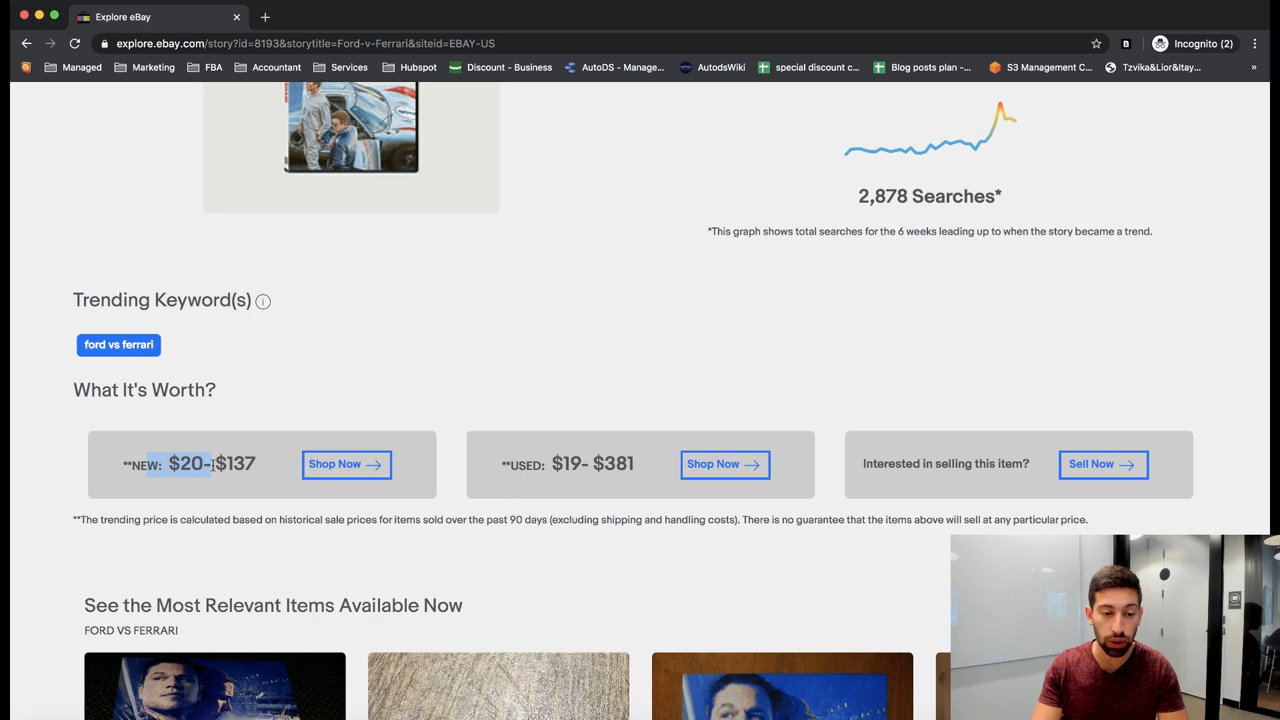 Explore eBay
explore.ebay.com/story?id=8193&storytitle=Ford-v-Ferrari&siteid=EBAY-US
Incognito (2)
Managed Marketing FBA Accountant Services Hubspot Discount - Business AutoDS - Manage... AutodsWiki special discount c... Blog posts plan -... S3 Management C... Tzvika&Lior&Itay... »
2,878 Searches*
*This graph shows total searches for the 6 weeks leading up to when the story became a trend.
Trending Keyword(s)
ford vs ferrari
What It's Worth?
**NEW: $20-$137 Shop Now
**USED: $19- $381 Shop Now
Interested in selling this item? Sell Now
**The trending price is calculated based on historical sale prices for items sold over the past 90 days (excluding shipping and handling costs). There is no guarantee that the items above will sell at any particular price.
See the Most Relevant Items Available Now
FORD VS FERRARI